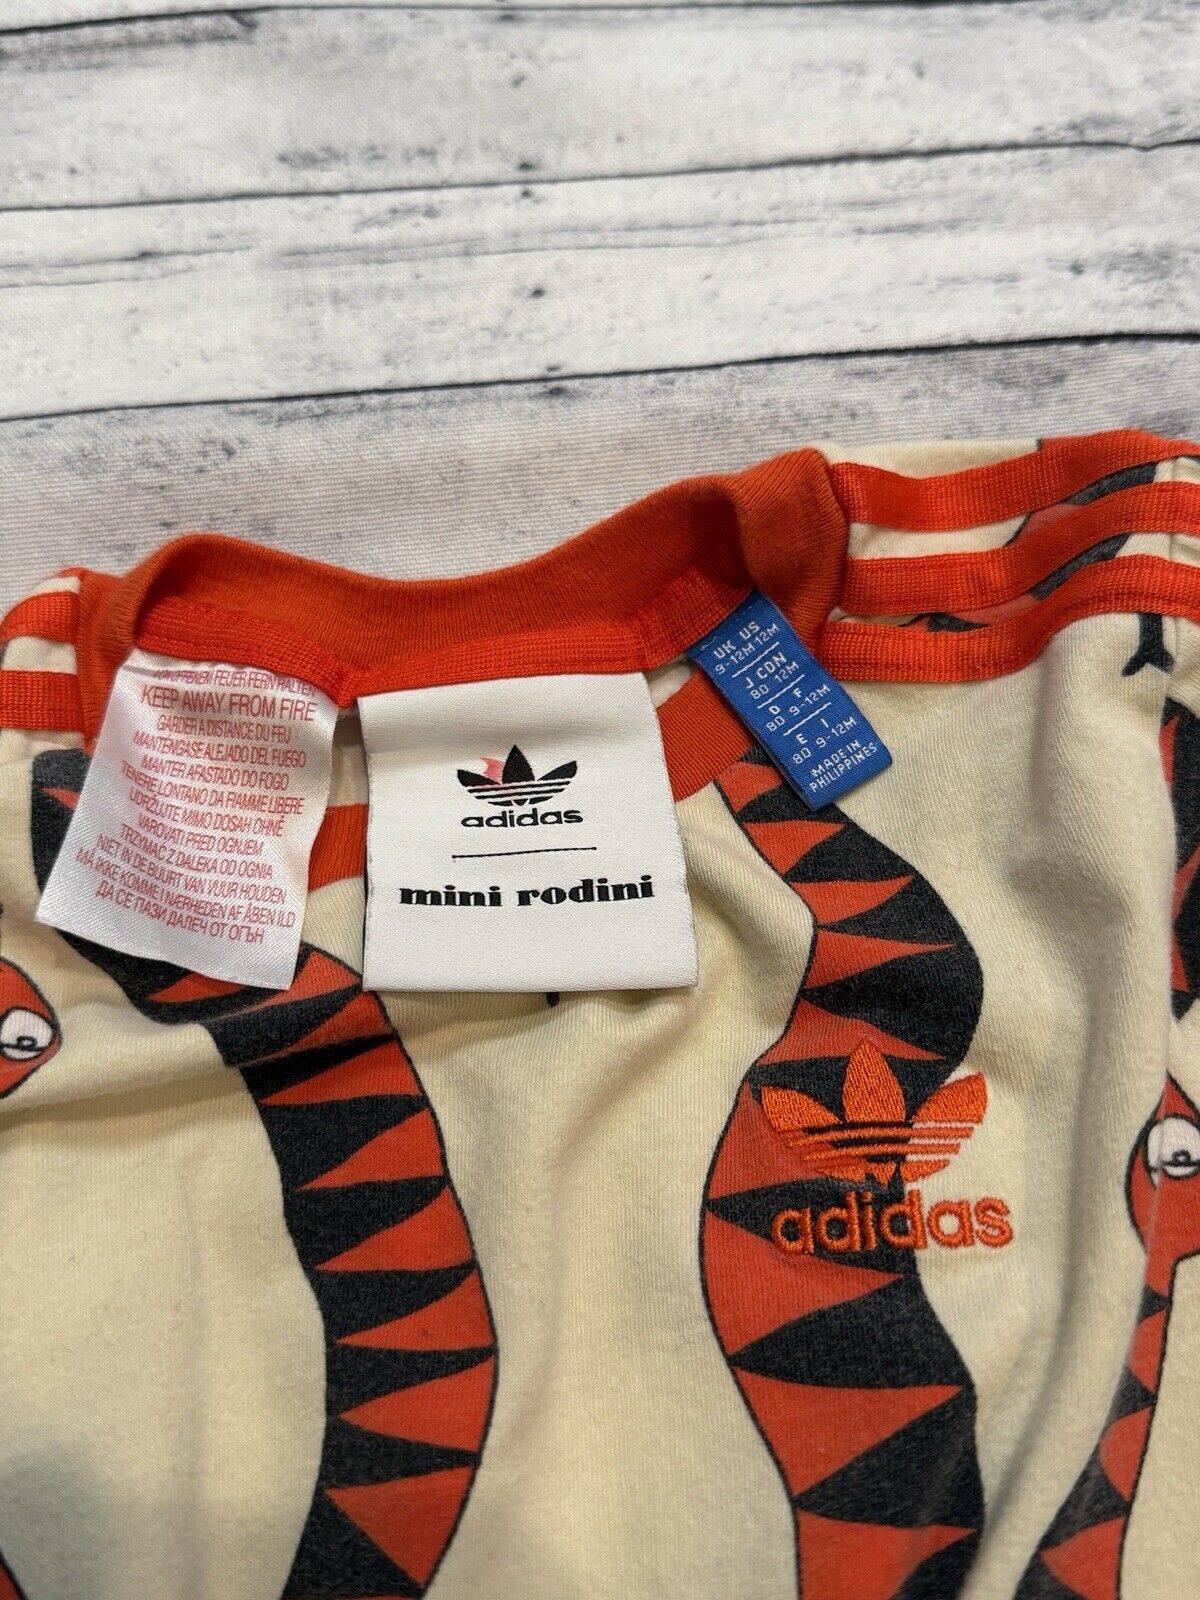 FEUER FERNHALTEN
KEEP AWAY FROM FIRE
GARDER A DISTANCE DU FEU
MANTENGASE ALEJADO DEL FUEGO
MANTER AFASTADO DO FOGO
TENERE LONTANO DA FIAMME LIBERE
UDRZUJTE MIMO DOSAH OHNĚ
VAROVATI PRED OGNJEM
TRZYMAĆ Z DALEKA OD OGNIA
NIET IN DE BUURT VAN VUUR HOUDEN
MÅ IKKE KOMME I NÆRHEDEN AF ÅBEN ILD
ДА СЕ ПАЗИ ДАЛЕЧ ОТ ОГЪН
adidas
mini rodini
UK US
9-12M 12M
J CDN
80 12M
D F
80 9-12M
E I
80 9-12M
MADE IN
PHILIPPINES
adidas